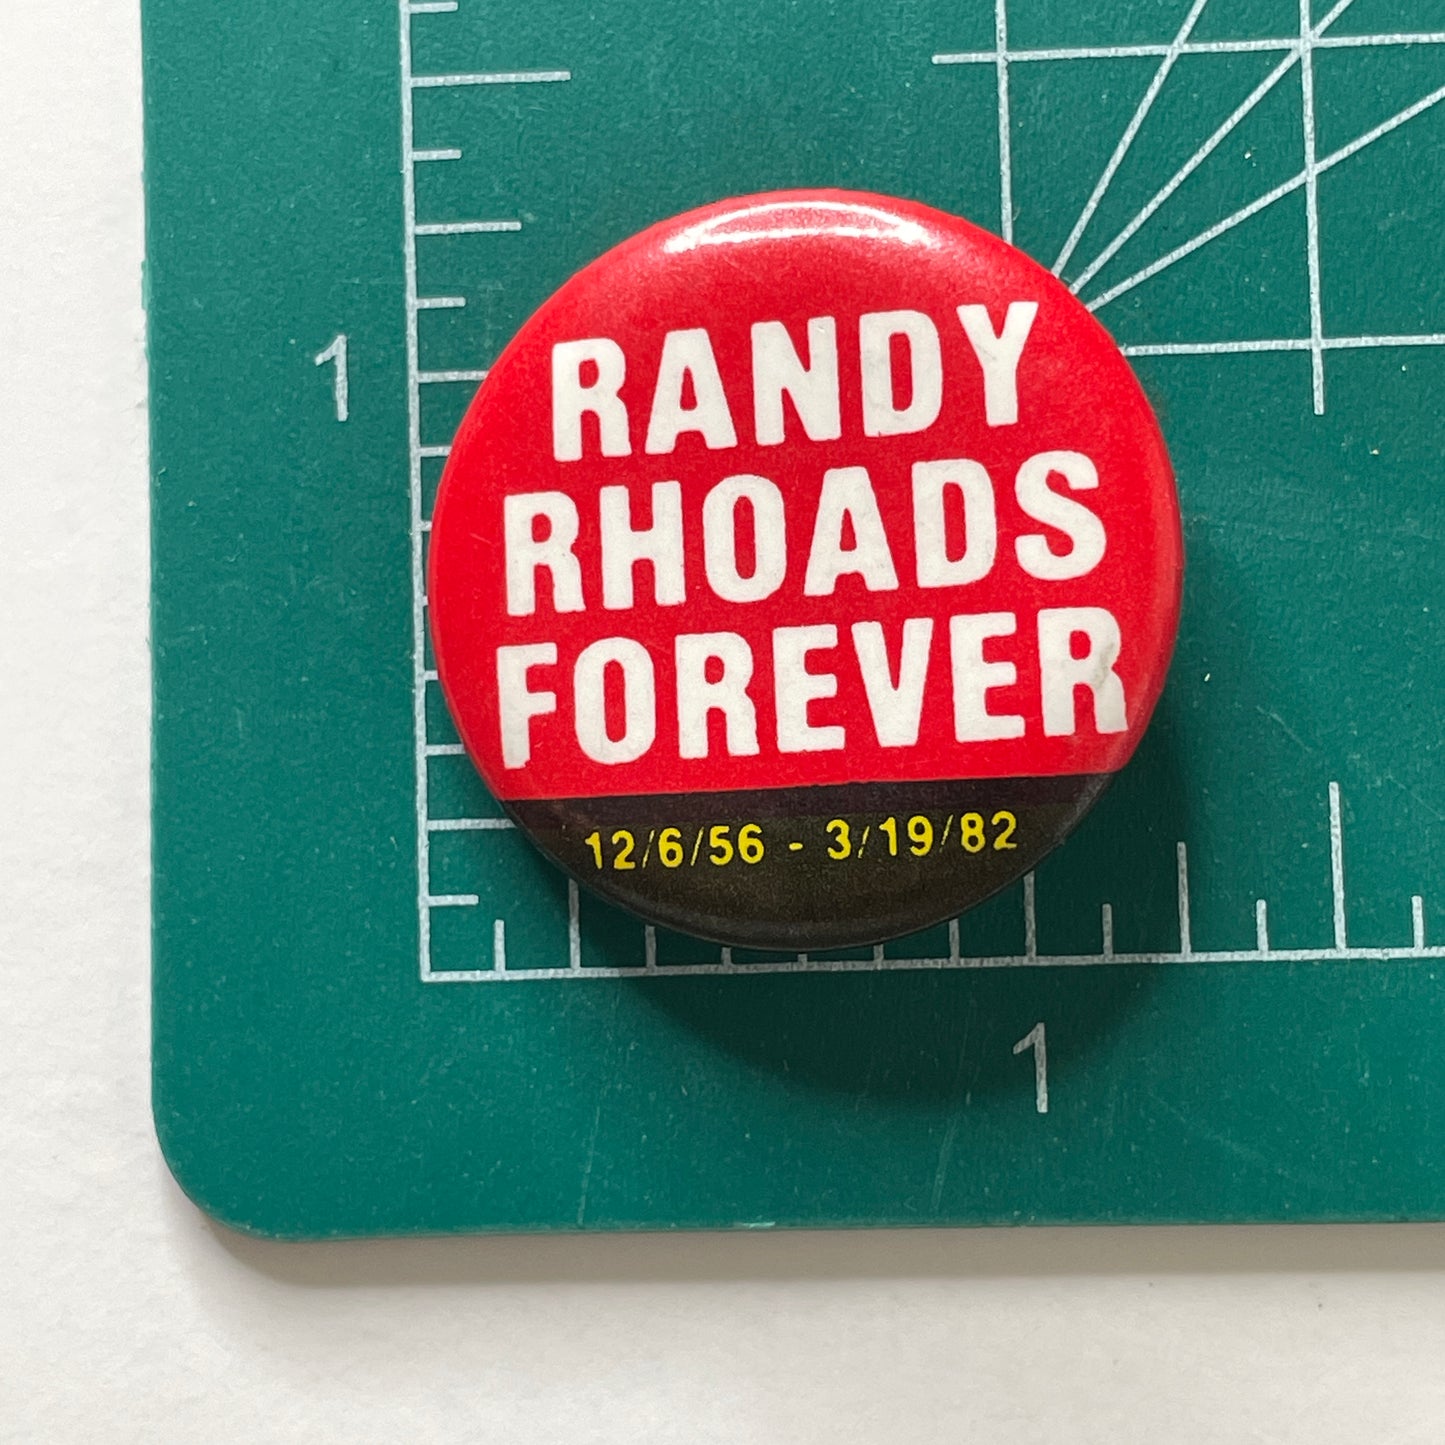 1
RANDY
RHOADS
FOREVER
12/6/56 - 3/19/82
1